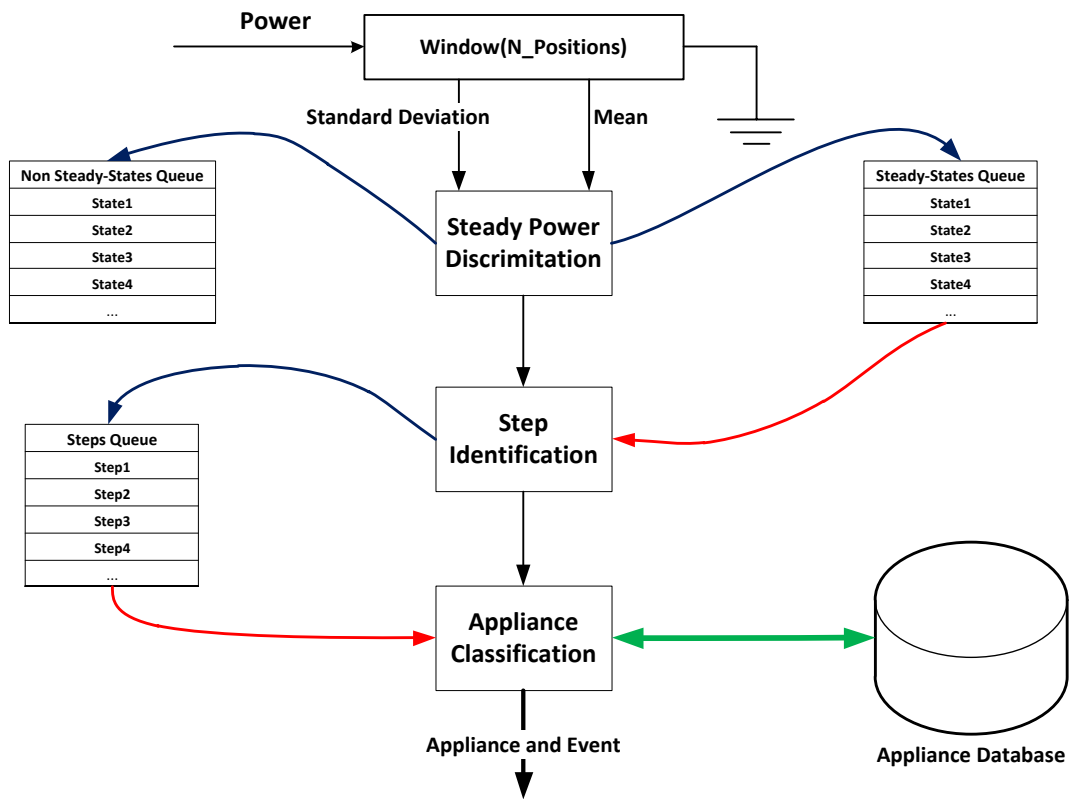 Power
Window(N_Positions)
Standard Deviation
Mean
Non Steady-States Queue
State1
State2
State3
State4
...
Steady Power
Discrimitation
Steady-States Queue
State1
State2
State3
State4
...
Steps Queue
Step1
Step2
Step3
Step4
...
Step
Identification
Appliance
Classification
Appliance Database
Appliance and Event